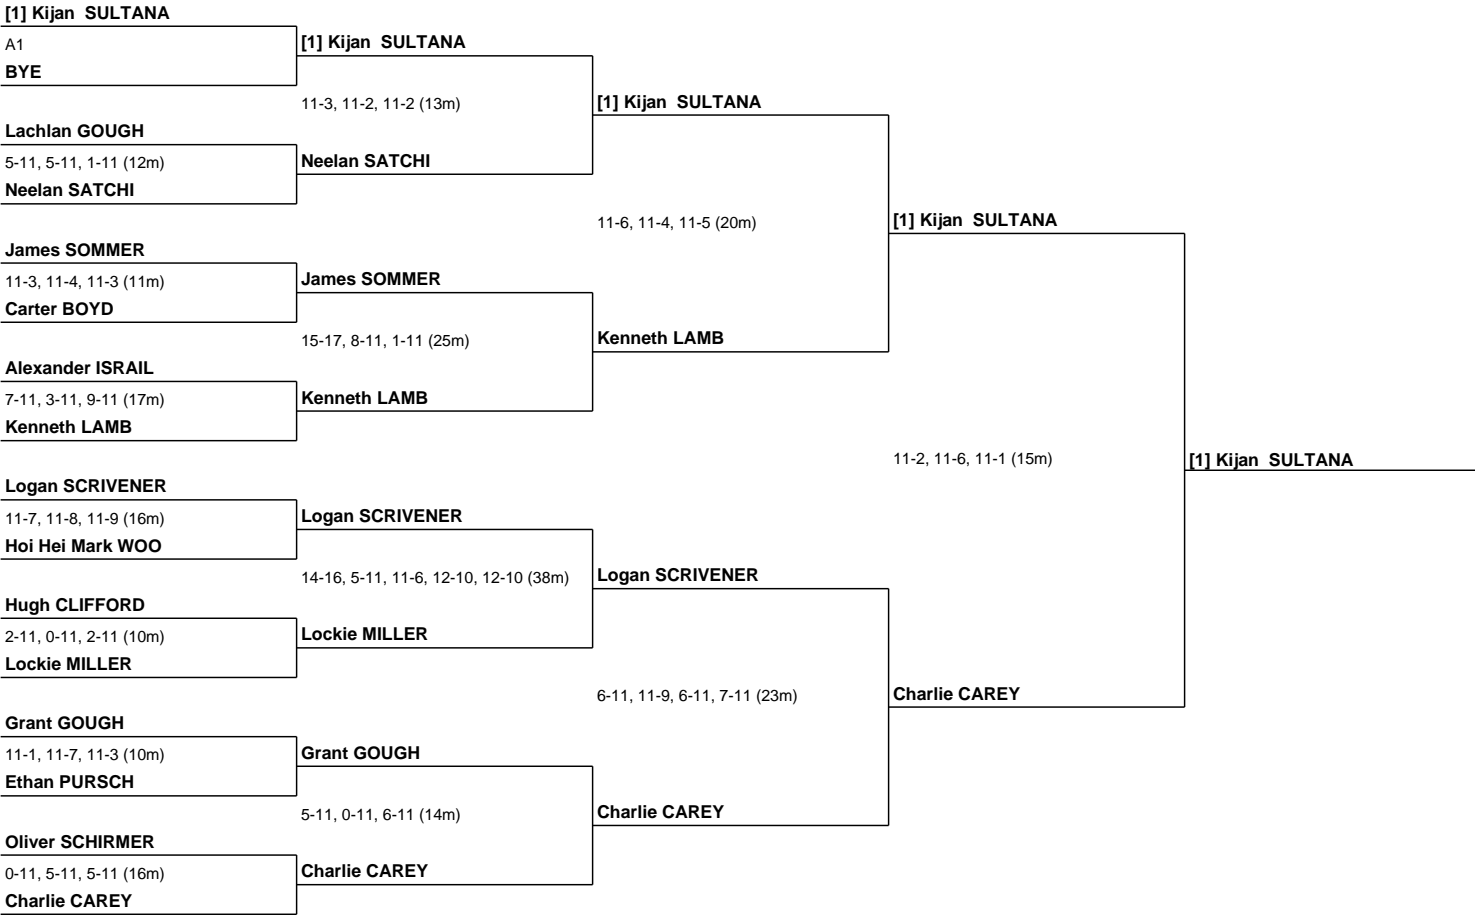 [1] Kijan  SULTANA
A1
BYE
Lachlan GOUGH
5-11, 5-11, 1-11 (12m)
Neelan SATCHI
James SOMMER
11-3, 11-4, 11-3 (11m)
Carter BOYD
Alexander ISRAIL
7-11, 3-11, 9-11 (17m)
Kenneth LAMB
Logan SCRIVENER
11-7, 11-8, 11-9 (16m)
Hoi Hei Mark WOO
Hugh CLIFFORD
2-11, 0-11, 2-11 (10m)
Lockie MILLER
Grant GOUGH
11-1, 11-7, 11-3 (10m)
Ethan PURSCH
Oliver SCHIRMER
0-11, 5-11, 5-11 (16m)
Charlie CAREY
[1] Kijan  SULTANA
11-3, 11-2, 11-2 (13m)
Neelan SATCHI
James SOMMER
15-17, 8-11, 1-11 (25m)
Kenneth LAMB
Logan SCRIVENER
14-16, 5-11, 11-6, 12-10, 12-10 (38m)
Lockie MILLER
Grant GOUGH
5-11, 0-11, 6-11 (14m)
Charlie CAREY
[1] Kijan  SULTANA
11-6, 11-4, 11-5 (20m)
Kenneth LAMB
Logan SCRIVENER
6-11, 11-9, 6-11, 7-11 (23m)
Charlie CAREY
[1] Kijan  SULTANA
11-2, 11-6, 11-1 (15m)
Charlie CAREY
[1] Kijan  SULTANA